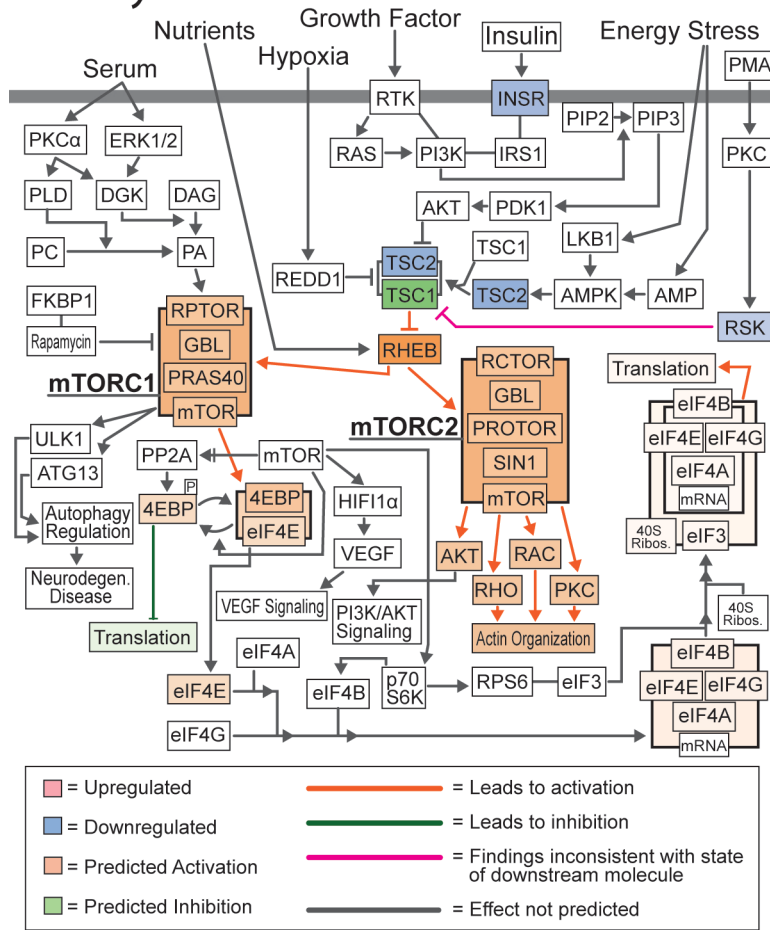 Growth Factor
Nutrients
Insulin
Energy Stress
Hypoxia
Serum
PMA
RTK
INSR
PIP2
PIP3
PKCα
ERK1/2
RAS
PI3K
IRS1
PKC
PLD
DGK
DAG
AKT
PDK1
TSC1
LKB1
PC
PA
TSC2
REDD1
TSC1
TSC2
AMPK
AMP
FKBP1
RPTOR
RSK
Rapamycin
GBL
RHEB
RCTOR
Translation
PRAS40
mTORC1
GBL
eIF4B
mTOR
mTORC2
PROTOR
ULK1
eIF4E
eIF4G
PP2A
mTOR
SIN1
ATG13
eIF4A
P
HIFI1α
mTOR
mRNA
4EBP
4EBP
Autophagy
Regulation
eIF4E
40S
Ribos.
eIF3
VEGF
AKT
RAC
Neurodegen.
Disease
RHO
PKC
VEGF Signaling
PI3K/AKT
Signaling
40S
Ribos.
Translation
Actin Organization
eIF4A
eIF4B
eIF4E
eIF4B
p70
S6K
RPS6
eIF3
eIF4E
eIF4G
eIF4A
eIF4G
mRNA
= Upregulated
= Leads to activation
= Downregulated
= Leads to inhibition
= Predicted Activation
= Findings inconsistent with state
of downstream molecule
= Predicted Inhibition
= Effect not predicted